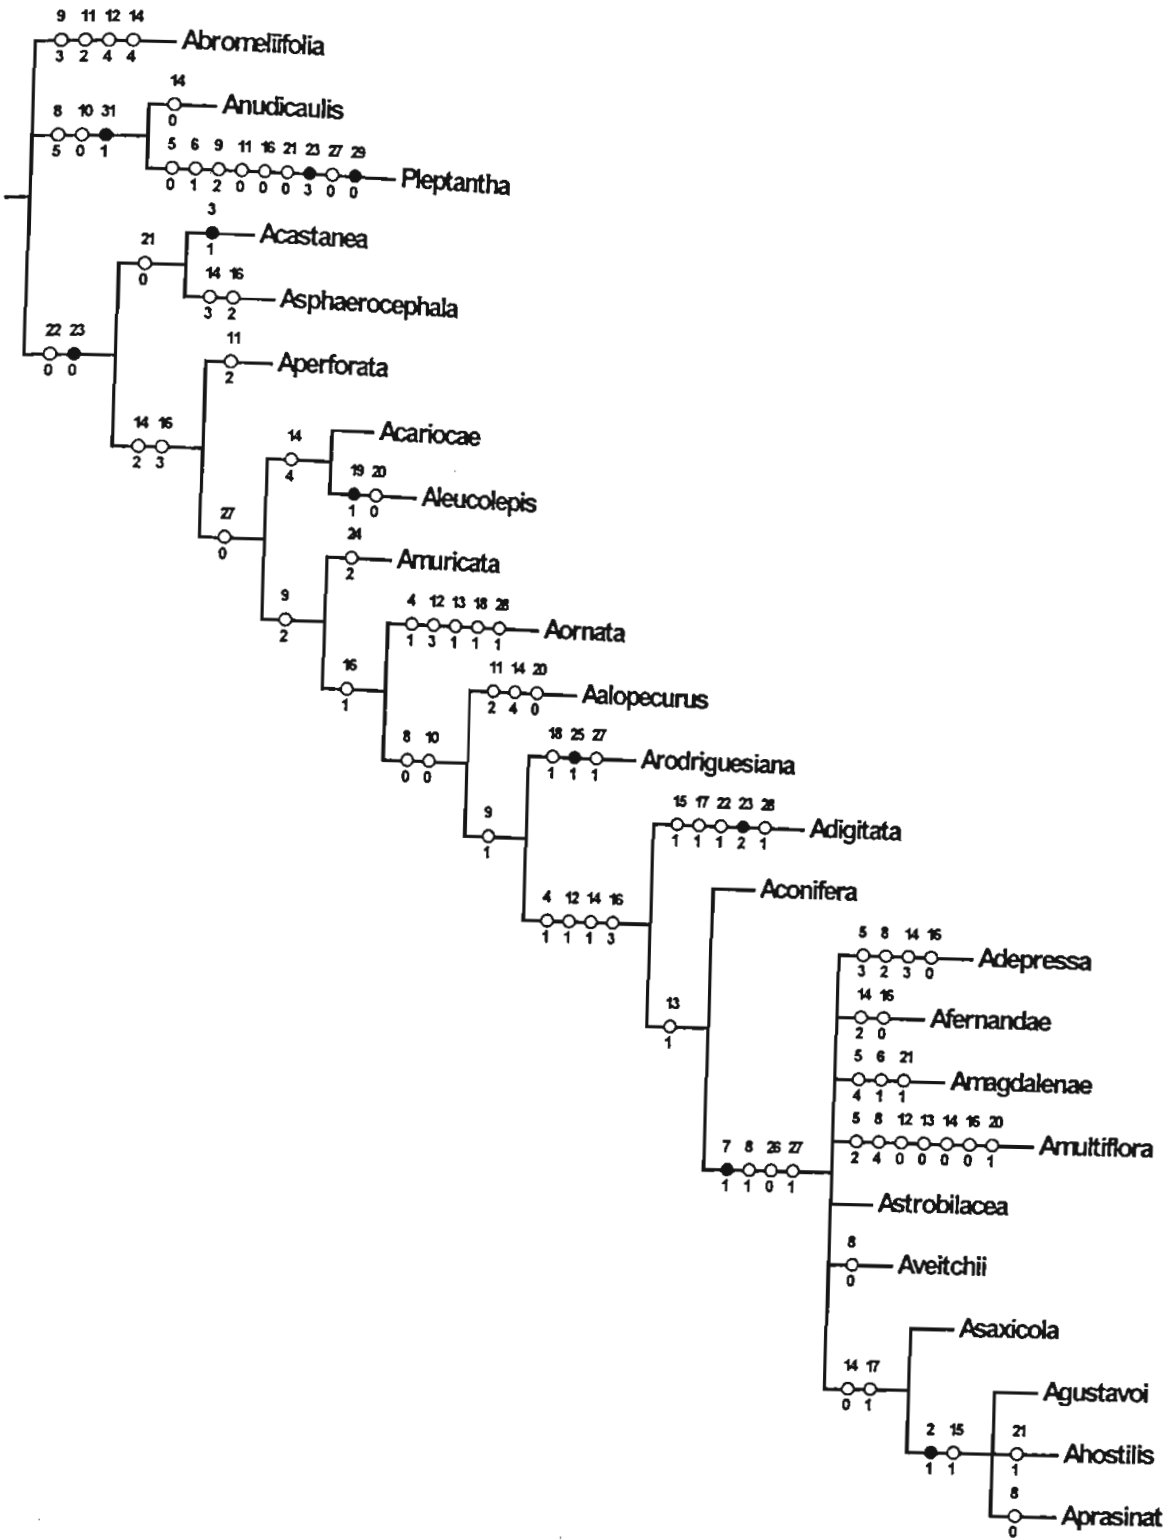 9 11 12 14
Abromeliifolia
3 2 4 4
14
Anudicaulis
0
8 10 31
5 0 1
5 6 9 11 16 21 23 27 29
Pleptantha
0 1 2 0 0 0 3 0 0
3
Acastanea
1
21
0
14 16
Asphaerocephala
3 2
22 23
0 0
11
Aperforata
2
14 16
2 3
14
4
Acariocae
19 20
Aleucolepis
1 0
27
0
24
Amuricata
2
9
2
4 12 13 18 28
Aornata
1 3 1 1 1
16
1
11 14 20
Aalopecurus
2 4 0
8 10
0 0
18 25 27
Arodriguesiana
1 1 1
9
1
15 17 22 23 28
Adigitata
1 1 1 2 1
4 12 14 16
1 1 1 3
Aconifera
5 8 14 16
Adepressa
3 2 3 0
14 16
Afernandae
2 0
13
1
5 6 21
Amagdalenae
4 1 1
5 8 12 13 14 16 20
Amultiflora
2 4 0 0 0 0 1
7 8 26 27
1 1 0 1
Astrobilacea
8
Aveitchii
0
Asaxicola
14 17
0 1
Agustavoi
2 15
1 1
21
Ahostilis
1
8
Aprasinat
0